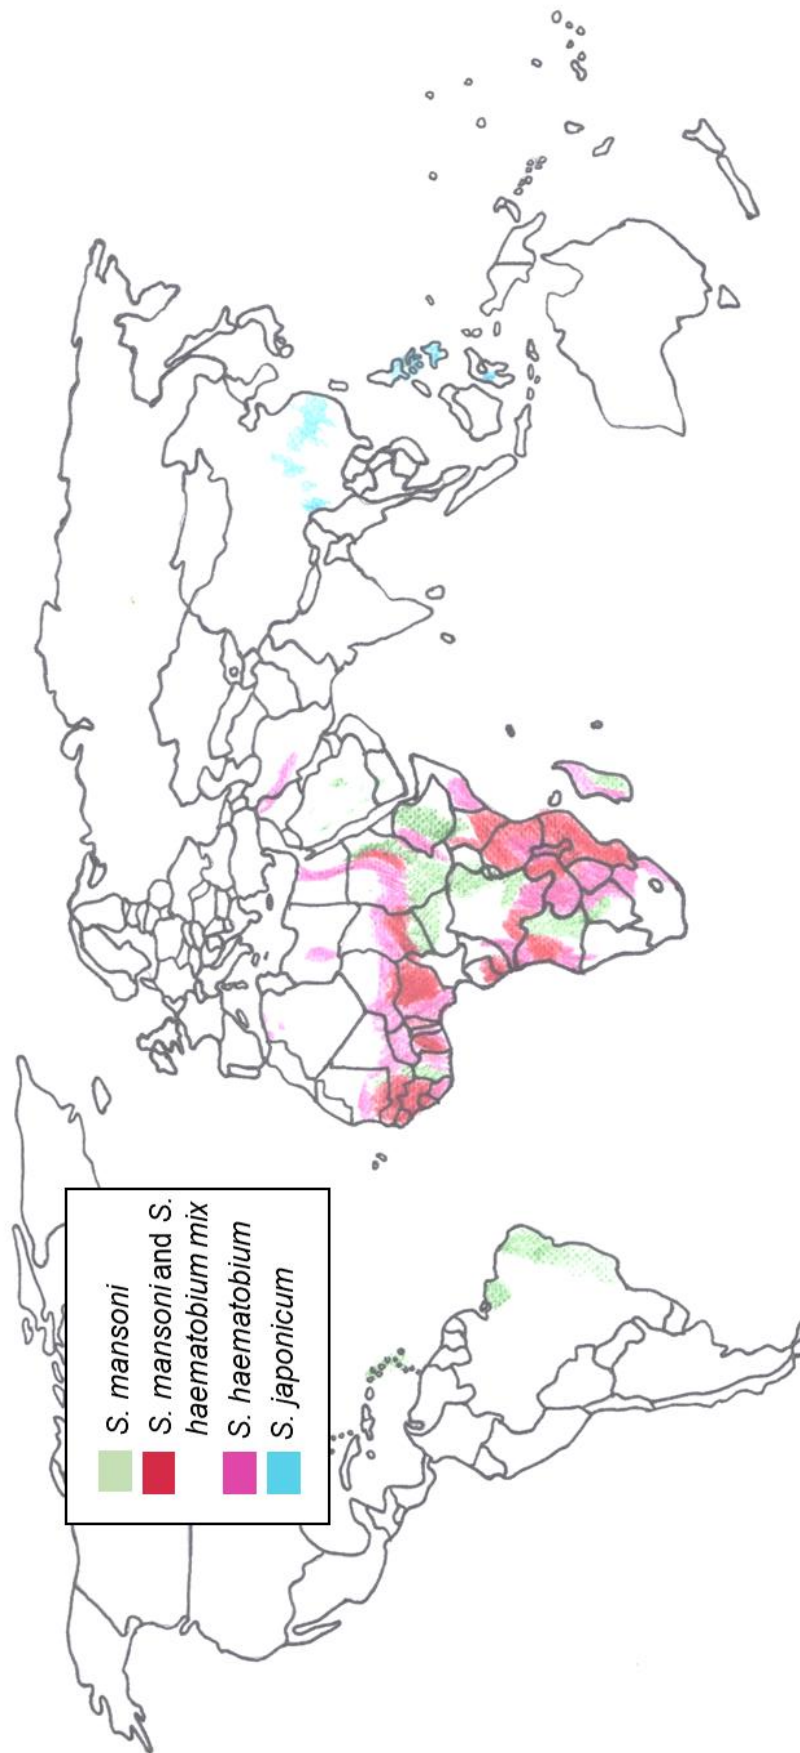 S. mansoni
S. mansoni and S.
haematobium mix
S. haematobium
S. japonicum